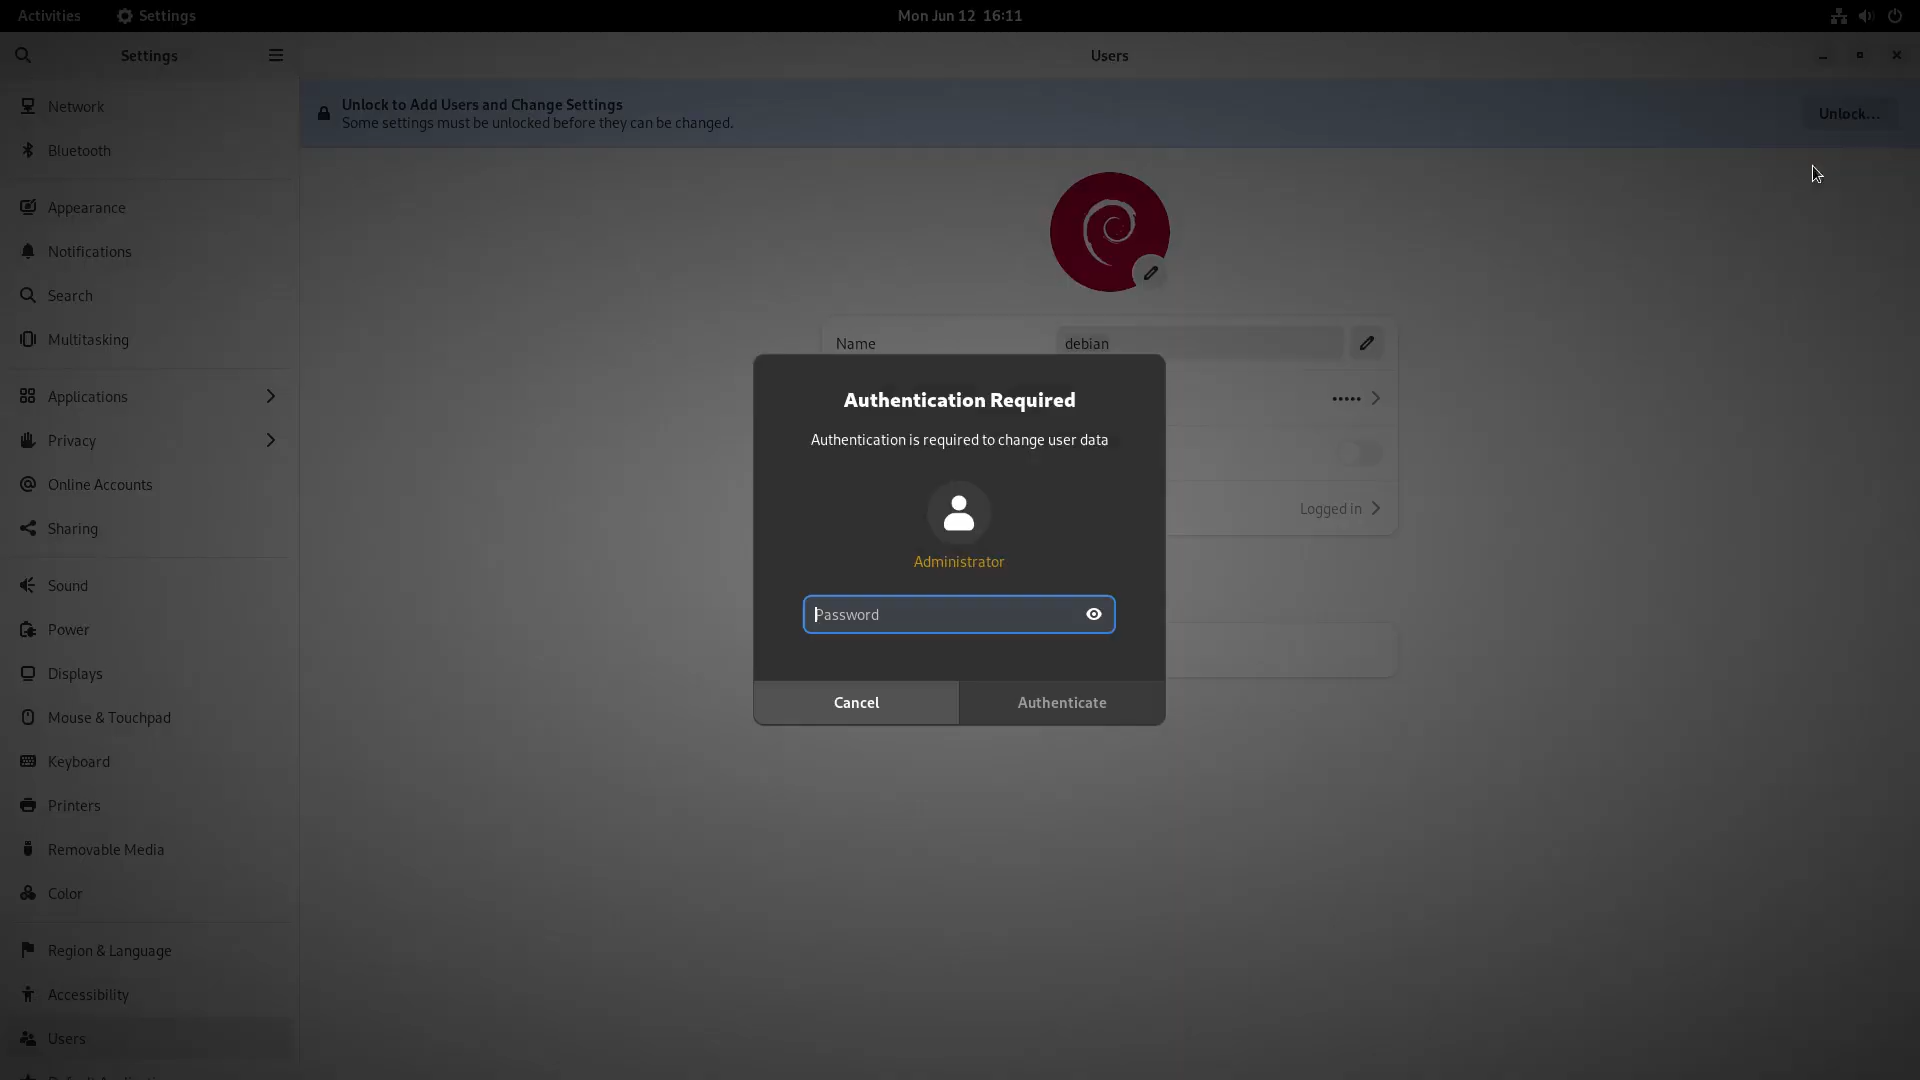 Activities
Settings
Mon Jun 12 16:11
Settings
Users
Unlock to Add Users and Change Settings
Some settings must be unlocked before they can be changed.
Unlock...
Network
Bluetooth
Appearance
Notifications
Search
Multitasking
Applications
Privacy
Online Accounts
Sharing
Sound
Power
Displays
Mouse & Touchpad
Keyboard
Printers
Removable Media
Color
Region & Language
Accessibility
Users
Name
debian
•••••
Logged in
Authentication Required
Authentication is required to change user data
Administrator
Password
Cancel
Authenticate